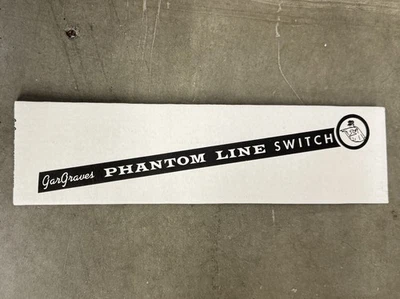 GarGraves PHANTOM LINE SWITCH